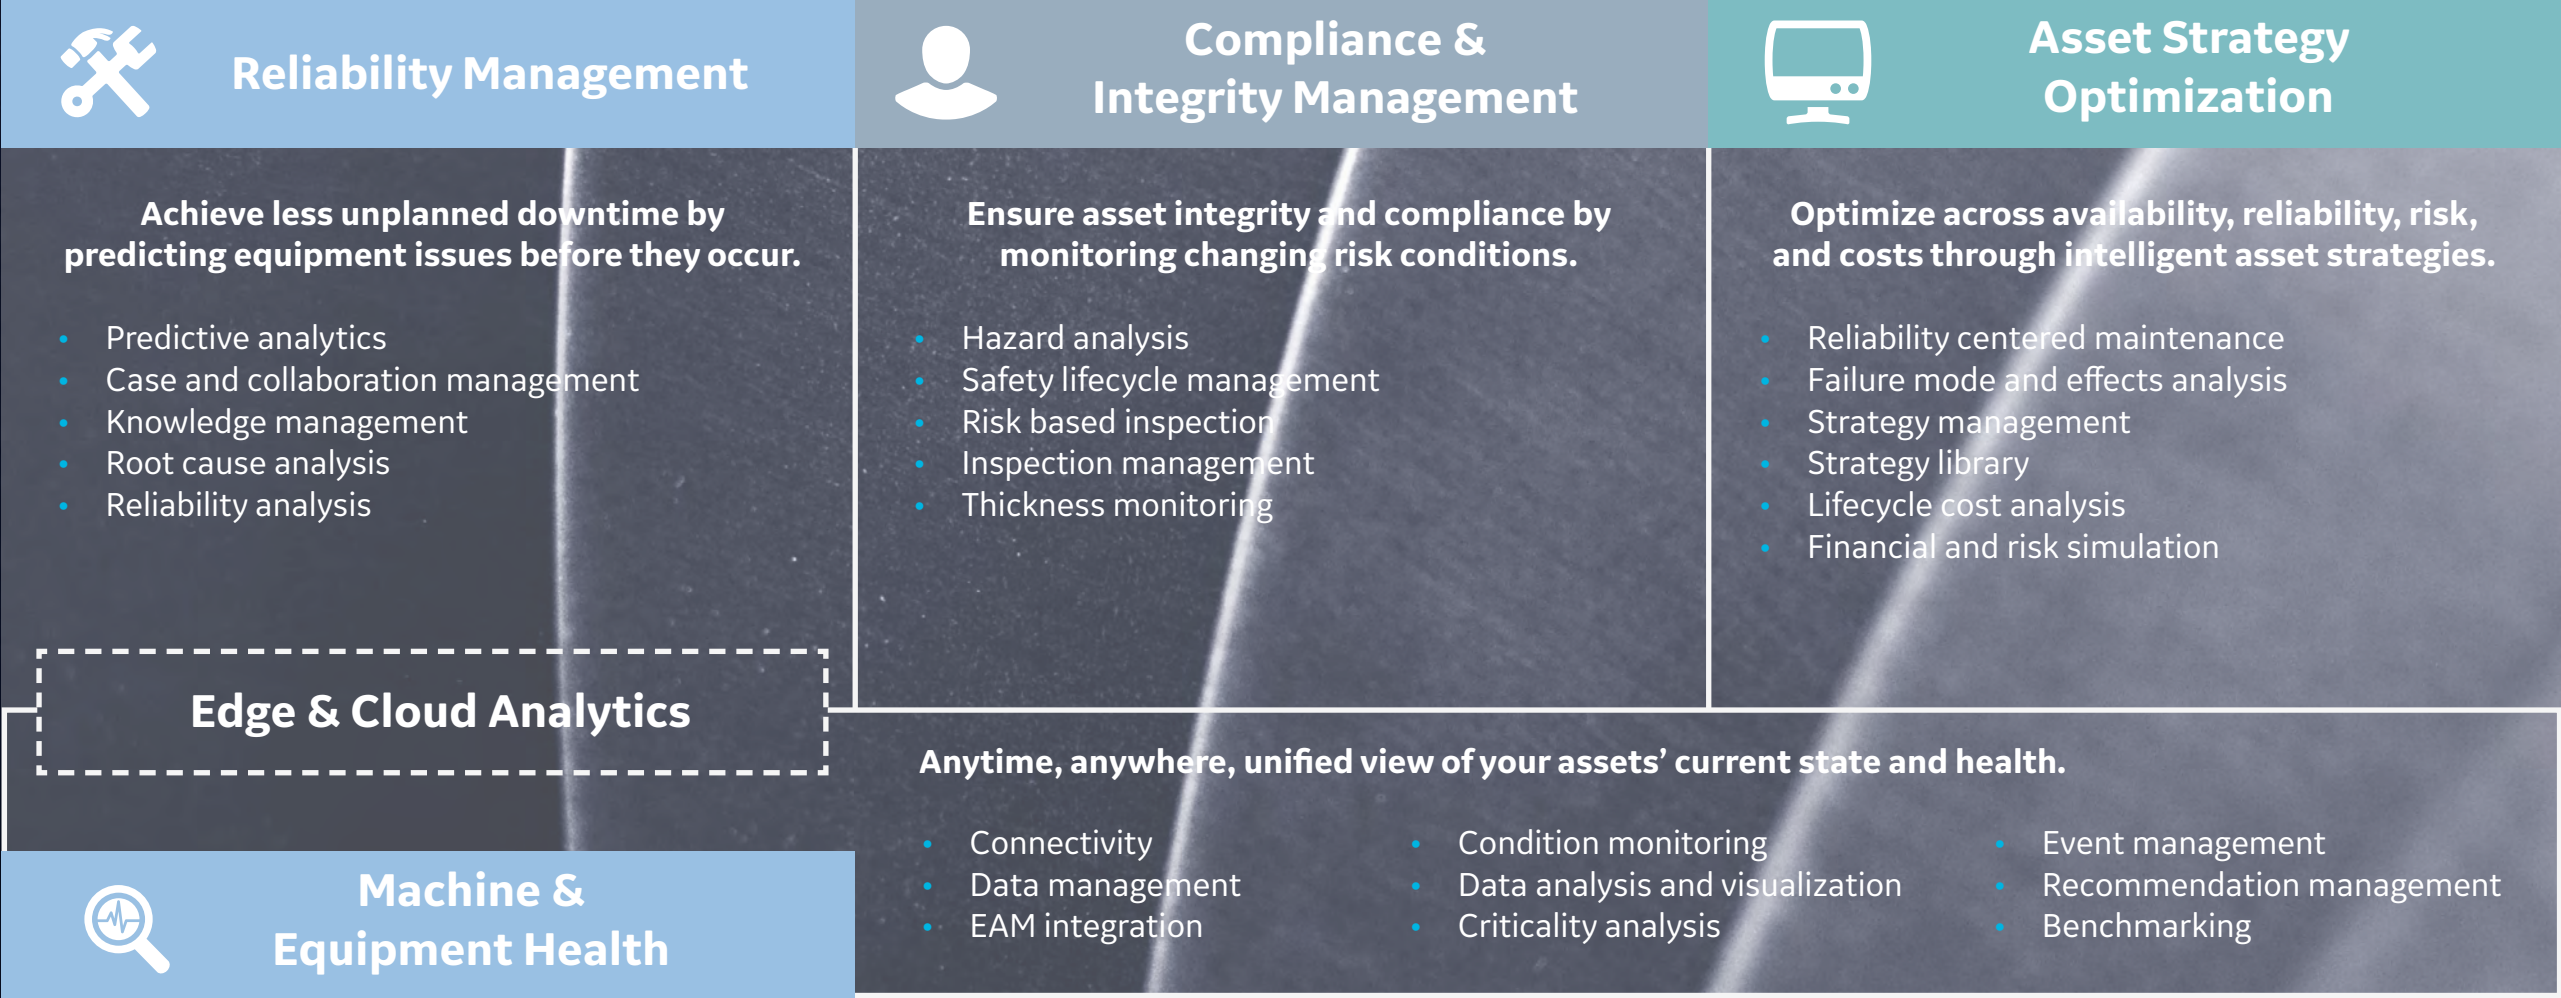 Reliability Management
Compliance &
Integrity Management
Asset Strategy
Optimization
Achieve less unplanned downtime by
predicting equipment issues before they occur.
• Predictive analytics
• Case and collaboration management
• Knowledge management
• Root cause analysis
• Reliability analysis
Ensure asset integrity and compliance by
monitoring changing risk conditions.
• Hazard analysis
• Safety lifecycle management
• Risk based inspection
• Inspection management
• Thickness monitoring
Optimize across availability, reliability, risk,
and costs through intelligent asset strategies.
• Reliability centered maintenance
• Failure mode and effects analysis
• Strategy management
• Strategy library
• Lifecycle cost analysis
• Financial and risk simulation
Edge & Cloud Analytics
Machine &
Equipment Health
Anytime, anywhere, unified view of your assets’ current state and health.
• Connectivity
• Data management
• EAM integration
• Condition monitoring
• Data analysis and visualization
• Criticality analysis
• Event management
• Recommendation management
• Benchmarking